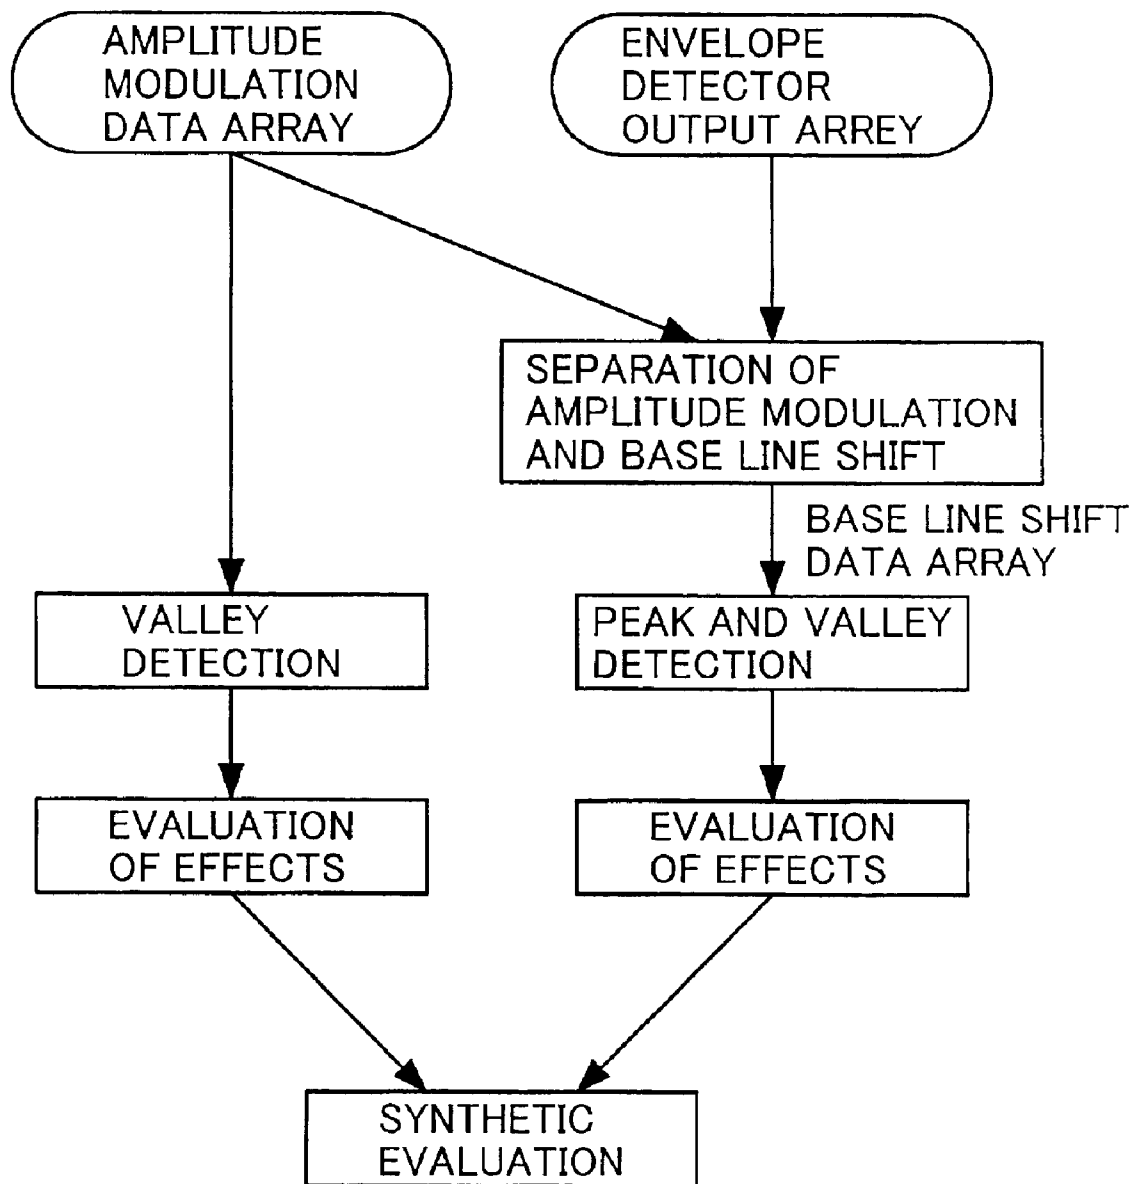 AMPLITUDE
MODULATION
DATA ARRAY
ENVELOPE
DETECTOR
OUTPUT ARREY
SEPARATION OF
AMPLITUDE MODULATION
AND BASE LINE SHIFT
BASE LINE SHIFT
DATA ARRAY
VALLEY
DETECTION
PEAK AND VALLEY
DETECTION
EVALUATION
OF EFFECTS
EVALUATION
OF EFFECTS
SYNTHETIC
EVALUATION